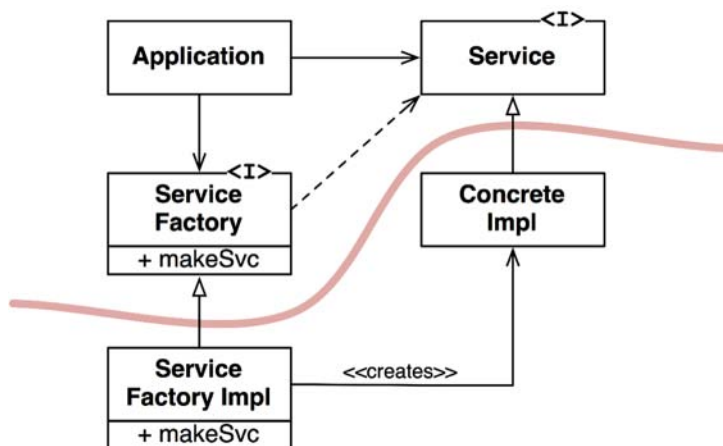 Application
<I>
Service
<I>
Service
Factory
+ makeSvc
Concrete
Impl
Service
Factory Impl
+ makeSvc
<<creates>>